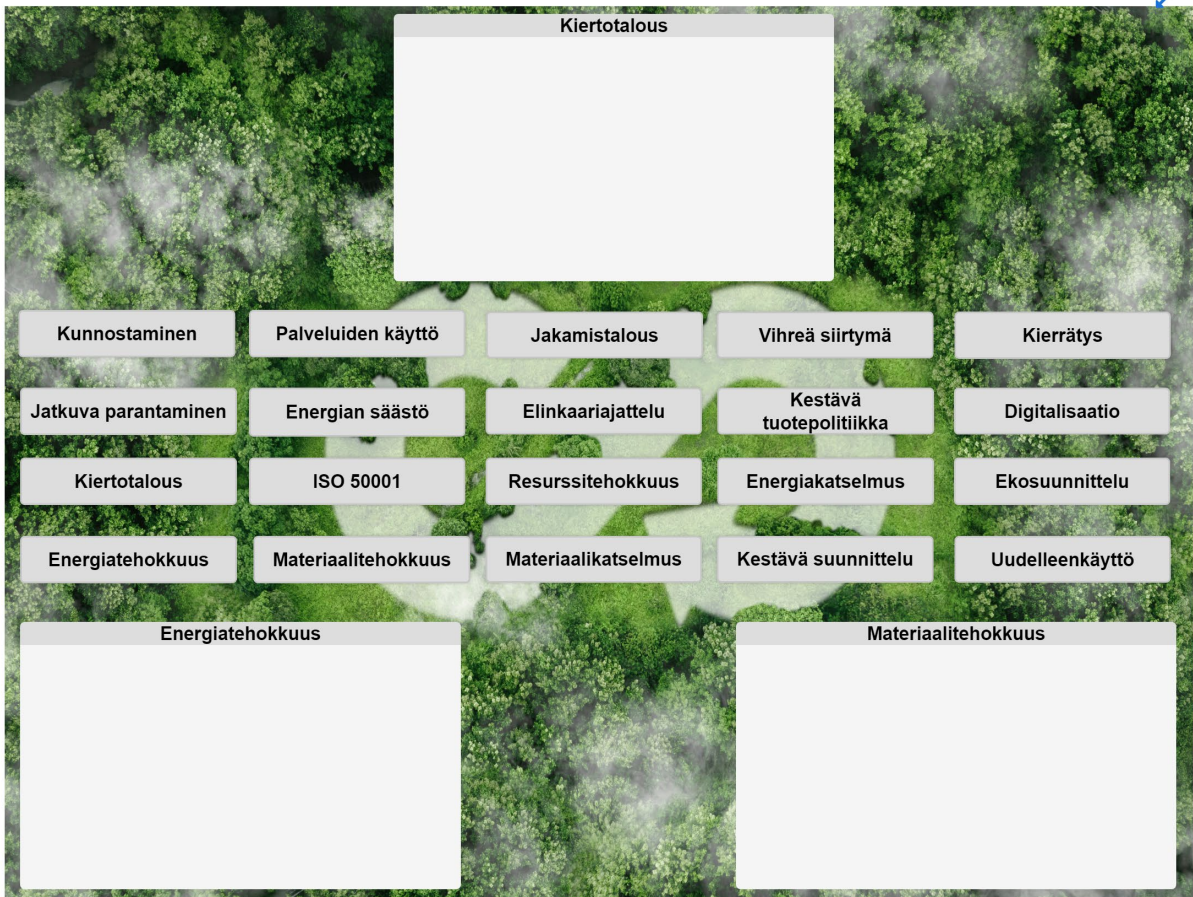 Kiertotalous
Kunnostaminen
Palveluiden käyttö
Jakamistalous
Vihreä siirtymä
Kierrätys
Jatkuva parantaminen
Energian säästö
Elinkaariajattelu
Kestävä
tuotepolitiikka
Digitalisaatio
Kiertotalous
ISO 50001
Resurssitehokkuus
Energiakatselmus
Ekosuunnittelu
Energiatehokkuus
Materiaalitehokkuus
Materiaalikatselmus
Kestävä suunnittelu
Uudelleenkäyttö
Energiatehokkuus
Materiaalitehokkuus